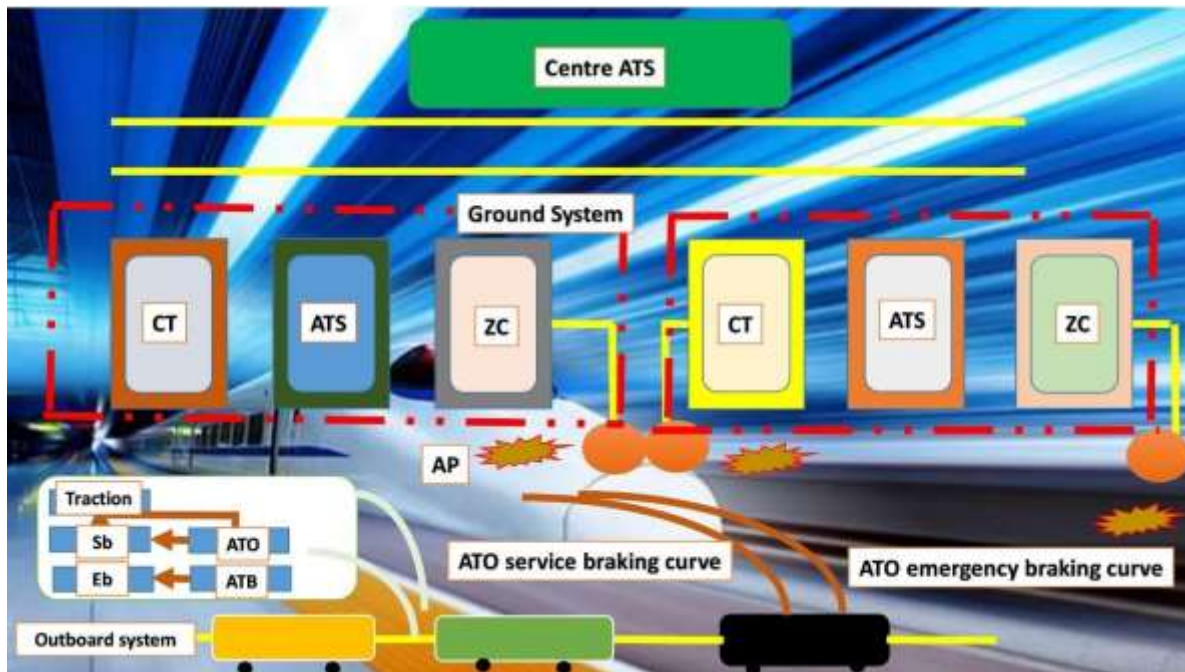 Centre ATS
Ground System
CT
ATS
ZC
CT
ATS
ZC
AP
Traction
Sb
ATO
Eb
ATB
ATO service braking curve
ATO emergency braking curve
Outboard system